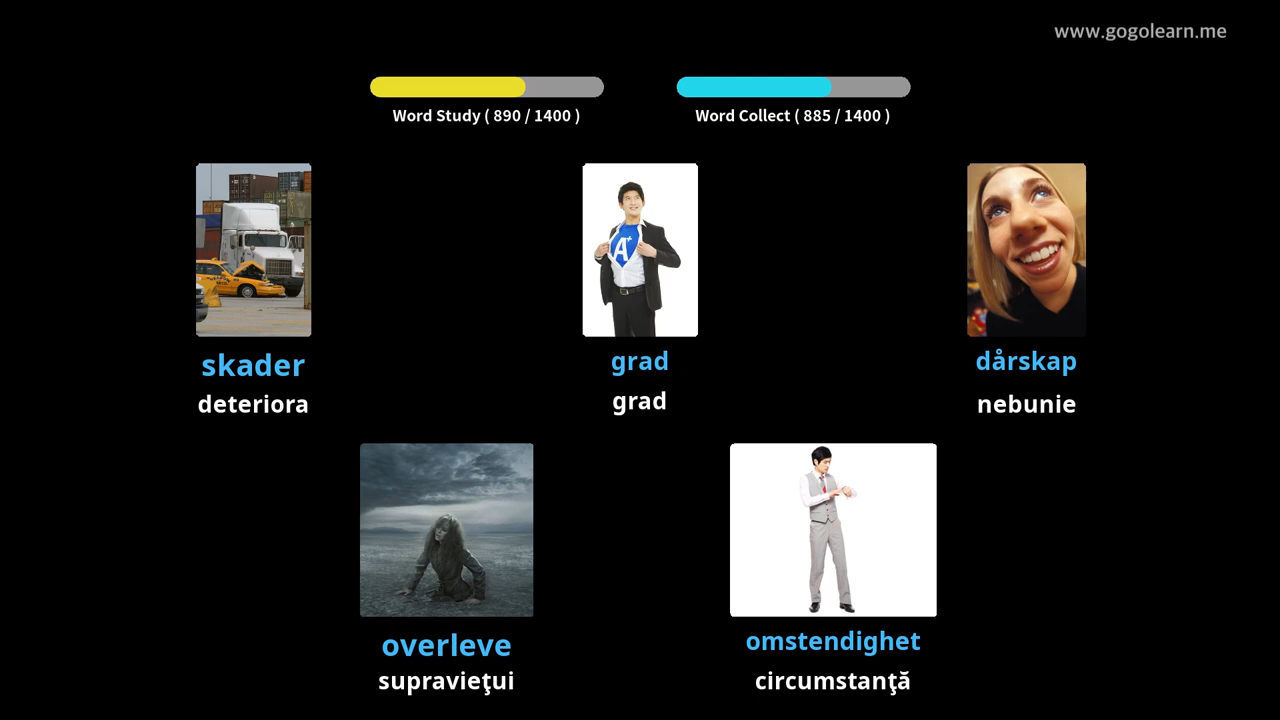 www.gogolearn.me
Word Study ( 890 / 1400 )
Word Collect ( 885 / 1400 )
A+
skader
deteriora
grad
grad
dårskap
nebunie
overleve
supravieţui
omstendighet
circumstanţă